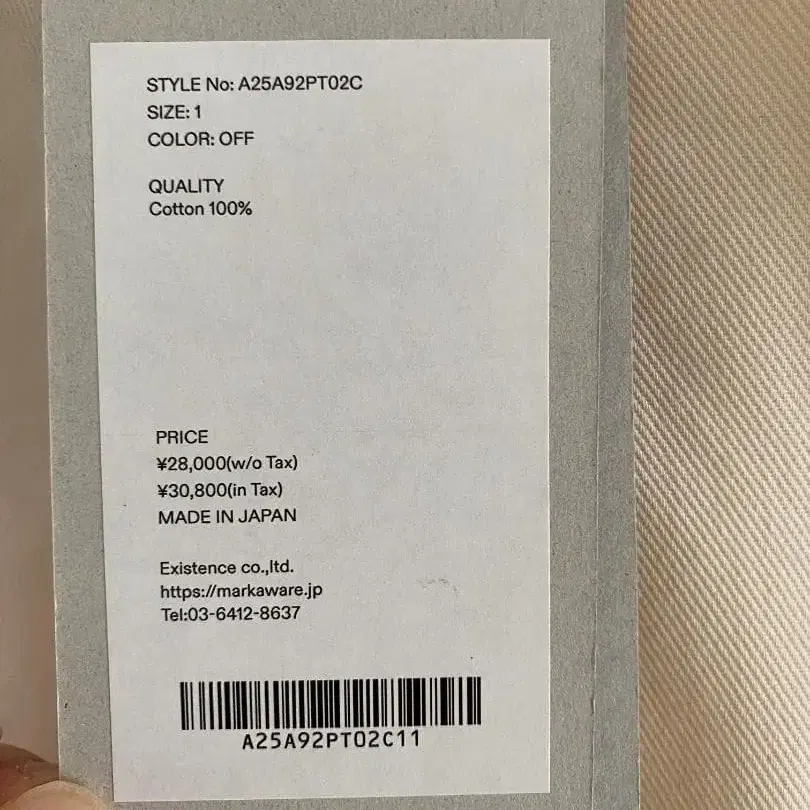 STYLE No: A25A92PT02C
SIZE: 1
COLOR: OFF
QUALITY
Cotton 100%
PRICE
¥28,000(w/o Tax)
¥30,800(in Tax)
MADE IN JAPAN
Existence co.,ltd.
https://markaware.jp
Tel:03-6412-8637
A25A92PT02C11